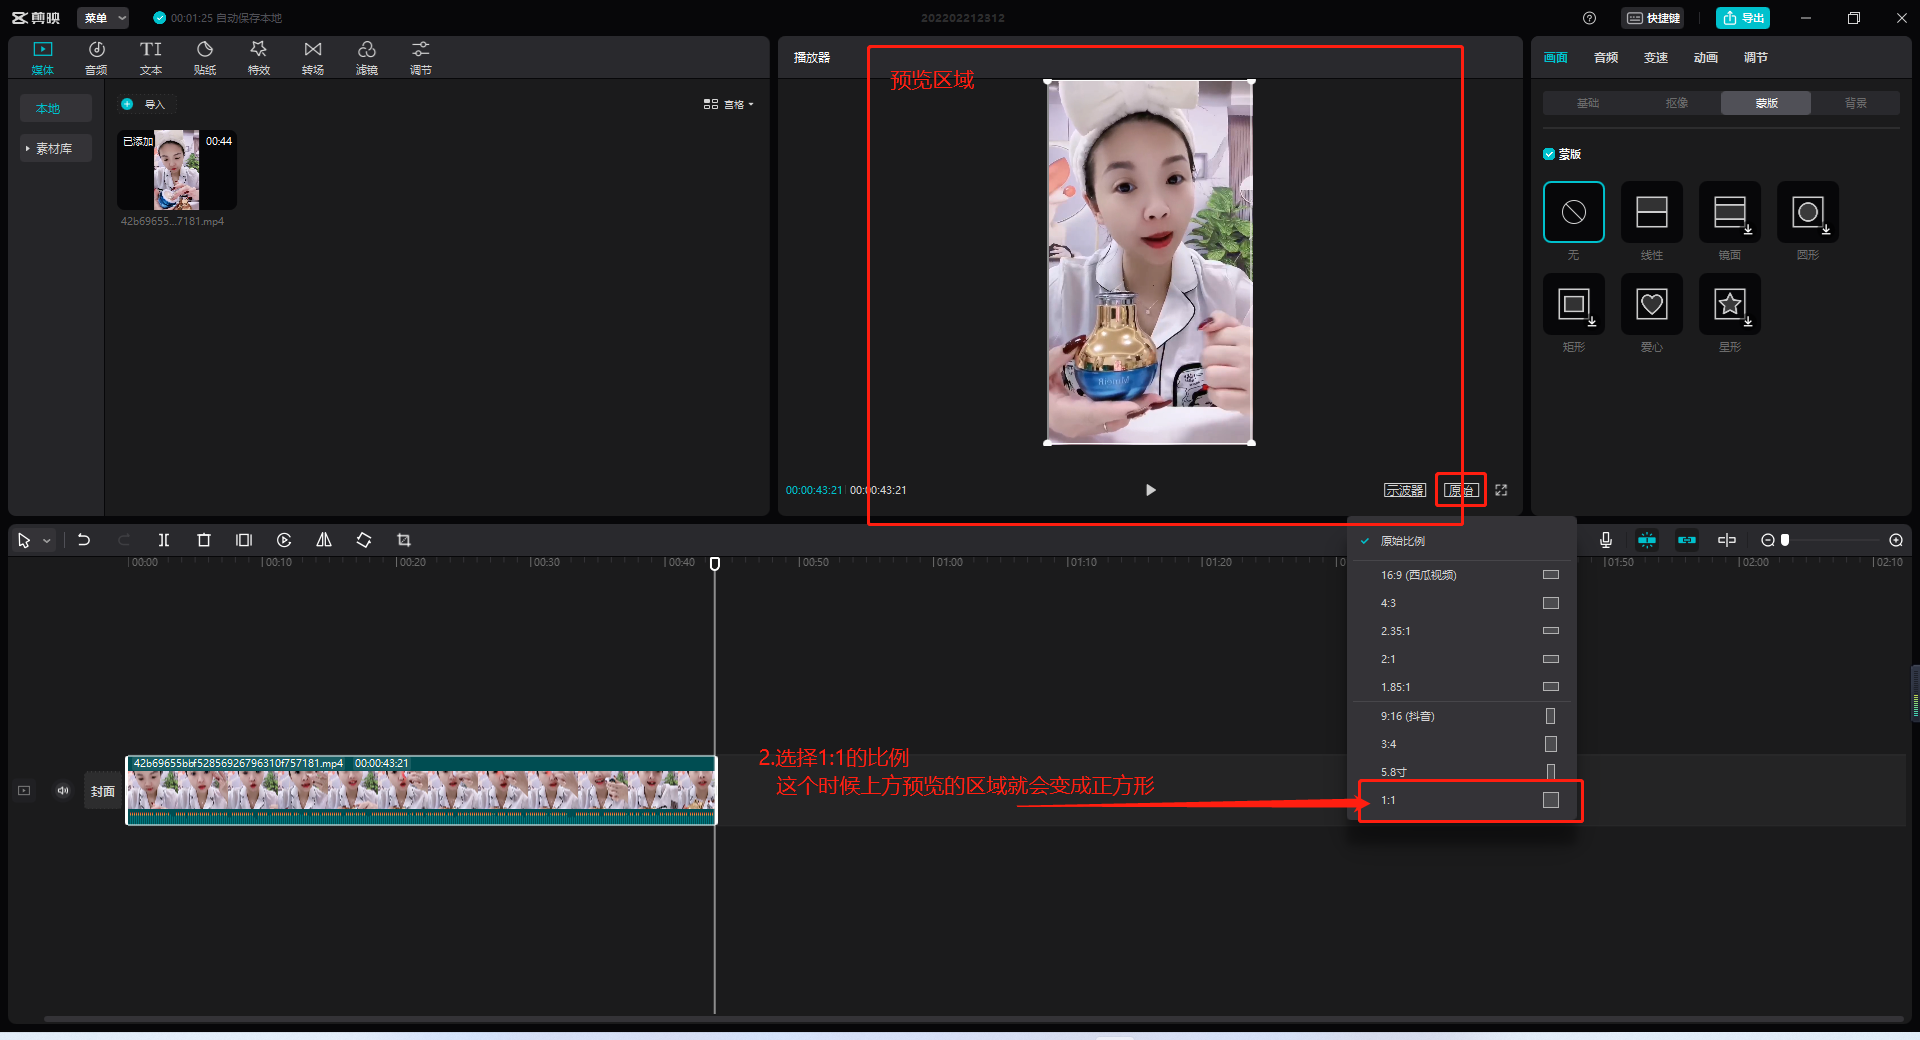 剪映 菜单 00:01:25 自动保存本地 202202212312 快捷键 导出
媒体 音频 TI 文本 贴纸 特效 转场 滤镜 调节
播放器
画面 音频 变速 动画 调节
预览区域
本地
素材库
导入
宫格
已添加 00:44
42b69655...7181.mp4
基础 抠像 蒙版 背景
蒙版
无 线性 镜面 圆形
矩形 爱心 星形
00:00:43:21 00:00:43:21
示波器 原始
00:00 00:10 00:20 00:30 00:40 00:50 01:00 01:10 01:20 01:50 02:00 02:10
原始比例
16:9 (西瓜视频)
4:3
2.35:1
2:1
1.85:1
9:16 (抖音)
3:4
5.8寸
1:1
2.选择1:1的比例
这个时候上方预览的区域就会变成正方形
封面
42b69655bbf52856926796310f757181.mp4 00:00:43:21